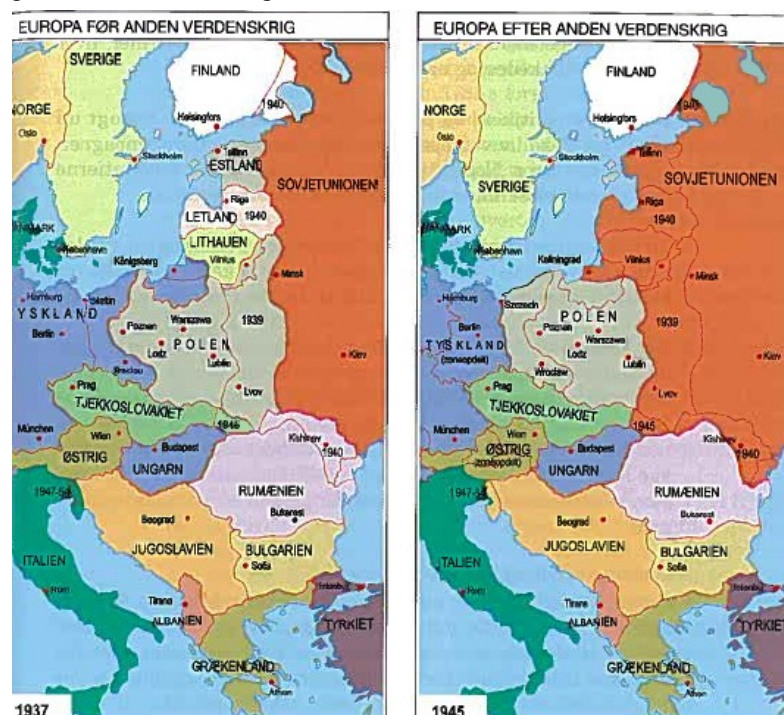 EUROPA FØR ANDEN VERDENSKRIG
SVERIGE
FINLAND
1940
NORGE
Oslo
Helsingfors
Stockholm
Tallinn
ESTLAND
SOVJETUNIONEN
Riga
LETLAND
1940
LITHAUEN
København
Königsberg
Vilnius
Minsk
Hamburg
Stettin
YSKLAND
Berlin
Poznan
Warszawa
1939
POLEN
Lodz
Lublin
Breslau
Kiev
Prag
Lvov
TJEKKOSLOVAKIET
1945
München
Wien
Budapest
Kishinev
ØSTRIG
1940
UNGARN
RUMÆNIEN
1947-54
Bukarest
Beograd
JUGOSLAVIEN
BULGARIEN
ITALIEN
Sofia
Rom
Tirana
ALBANIEN
TYRKIET
GRÆKENLAND
Athen
1937
EUROPA EFTER ANDEN VERDENSKRIG
FINLAND
1940
NORGE
Oslo
Helsingfors
Tallinn
Stockholm
SOVJETUNIONEN
SVERIGE
Riga
1940
København
Kaliningrad
Vilnius
Minsk
Hamburg
Szczecin
POLEN
1939
Berlin
Poznan
Warszawa
TYSKLAND
(zoneopdelt)
Lodz
Lublin
Kiev
Wroclaw
Prag
Lvov
TJEKKOSLOVAKIET
1945
München
Wien
Budapest
Kishinev
ØSTRIG
(zoneopdelt)
1940
UNGARN
RUMÆNIEN
Bukarest
Beograd
JUGOSLAVIEN
BULGARIEN
TALIEN
Sofia
Rom
Tirana
ALBANIEN
TYRKIET
GRÆKENLAND
Athen
1945